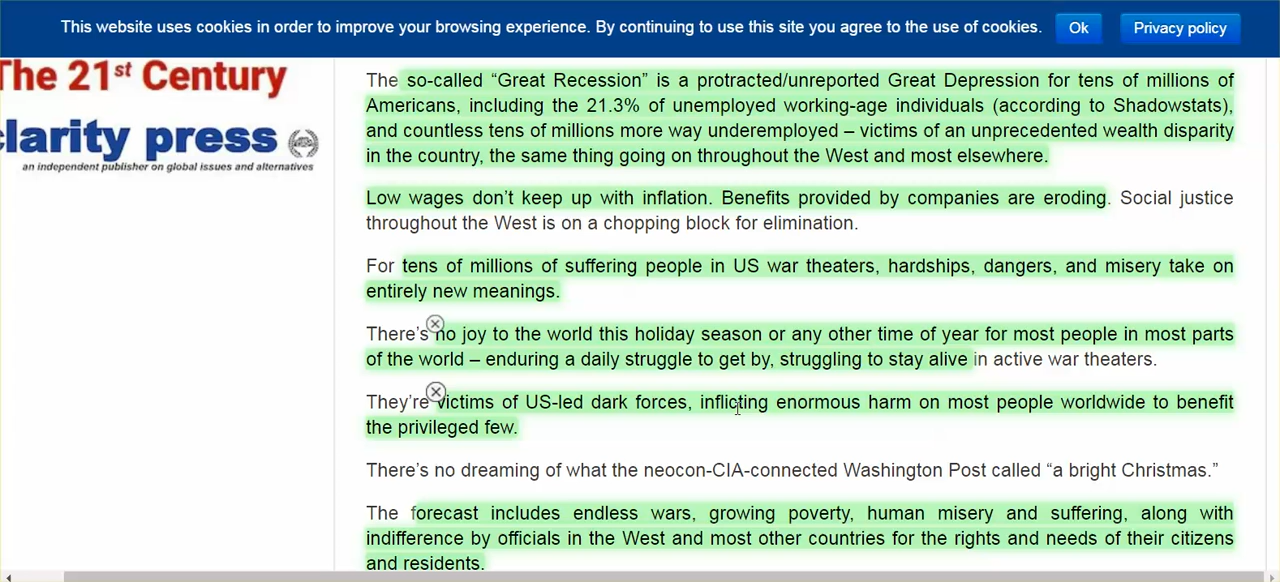 This website uses cookies in order to improve your browsing experience. By continuing to use this site you agree to the use of cookies.
Ok
Privacy policy
The 21st Century
clarity press
an independent publisher on global issues and alternatives
The so-called “Great Recession” is a protracted/unreported Great Depression for tens of millions of
Americans, including the 21.3% of unemployed working-age individuals (according to Shadowstats),
and countless tens of millions more way underemployed – victims of an unprecedented wealth disparity
in the country, the same thing going on throughout the West and most elsewhere.
Low wages don’t keep up with inflation. Benefits provided by companies are eroding. Social justice
throughout the West is on a chopping block for elimination.
For tens of millions of suffering people in US war theaters, hardships, dangers, and misery take on
entirely new meanings.
There’s no joy to the world this holiday season or any other time of year for most people in most parts
of the world – enduring a daily struggle to get by, struggling to stay alive in active war theaters.
They’re victims of US-led dark forces, inflicting enormous harm on most people worldwide to benefit
the privileged few.
There’s no dreaming of what the neocon-CIA-connected Washington Post called “a bright Christmas.”
The forecast includes endless wars, growing poverty, human misery and suffering, along with
indifference by officials in the West and most other countries for the rights and needs of their citizens
and residents.